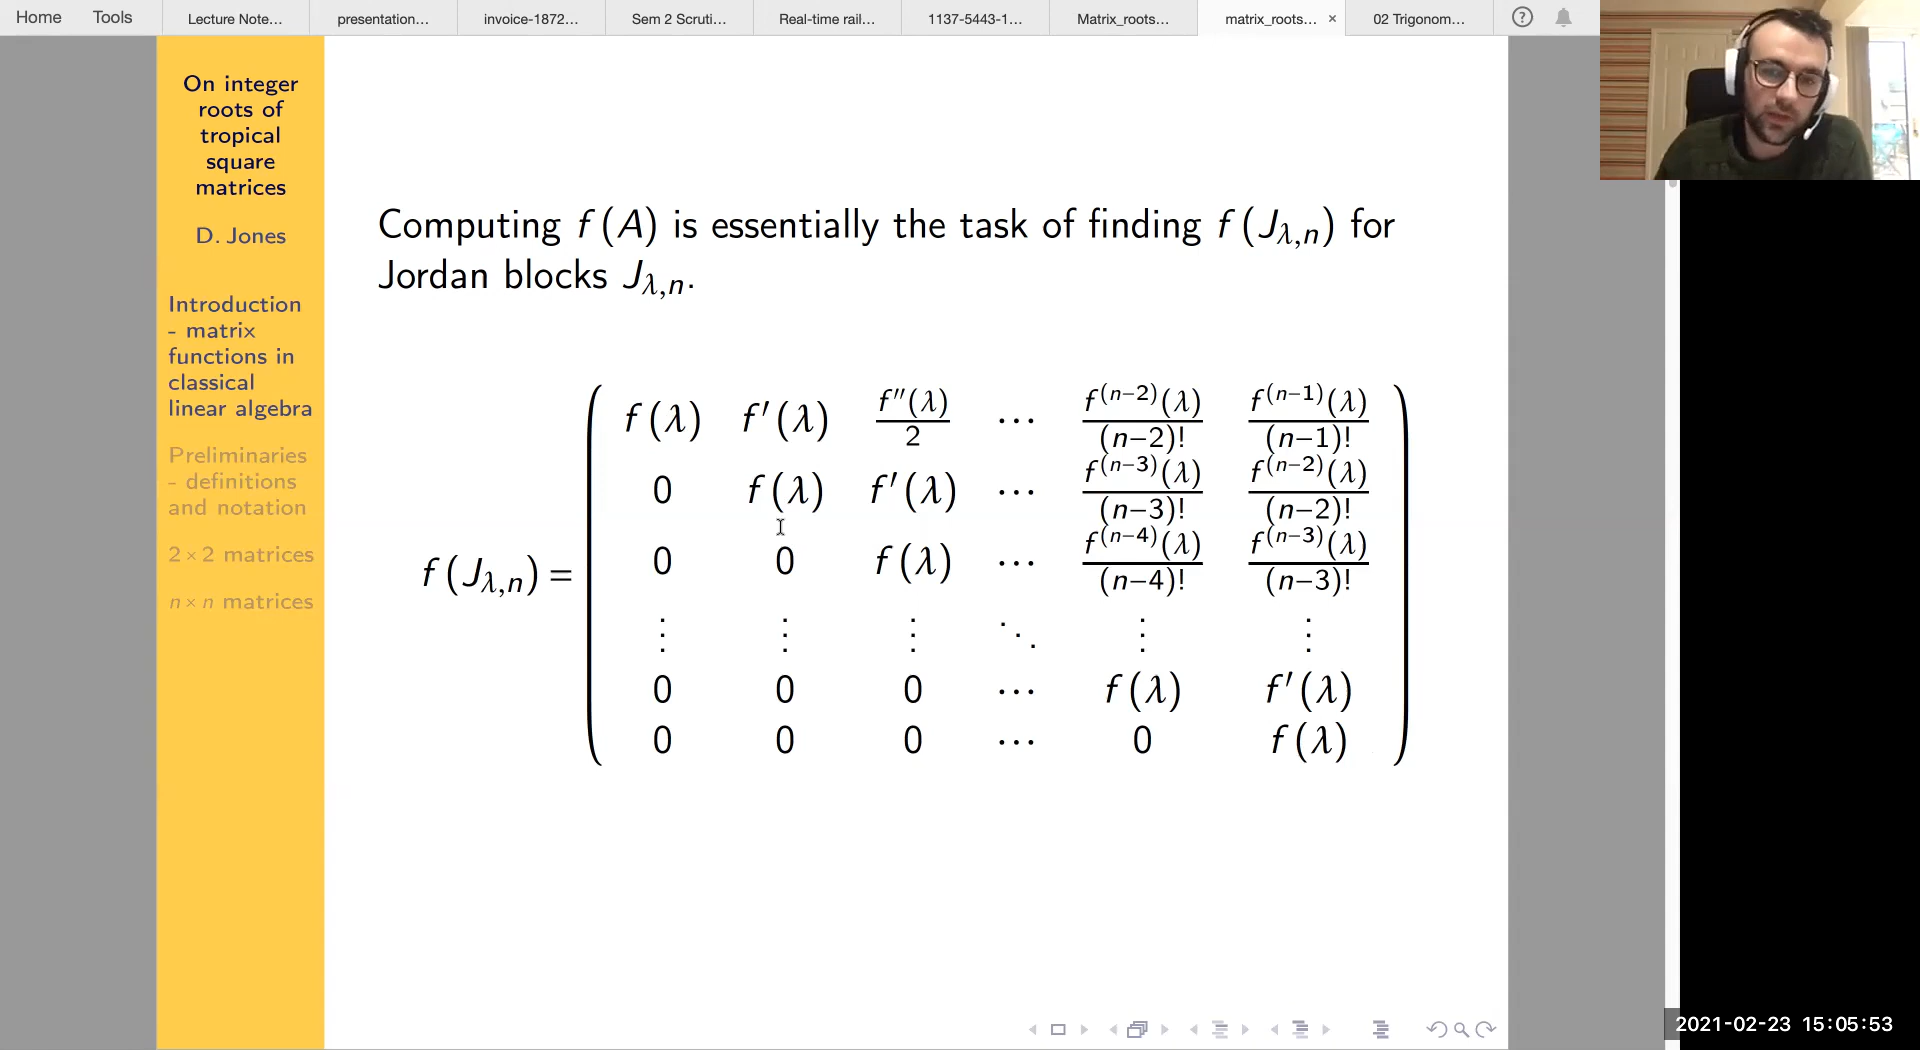 Home Tools Lecture Note... presentation... invoice-1872... Sem 2 Scruti... Real-time rail... 1137-5443-1... Matrix_roots... matrix_roots... × 02 Trigonom... ?
On integer
roots of
tropical
square
matrices
D. Jones
Introduction
- matrix
functions in
classical
linear algebra
Preliminaries
- definitions
and notation
2 × 2 matrices
n × n matrices
Computing f(A) is essentially the task of finding f(J_{λ,n}) for
Jordan blocks J_{λ,n}.
f(J_{λ,n}) =
f(λ) f′(λ) f″(λ)/2 ⋯ f^{(n−2)}(λ)/(n−2)! f^{(n−1)}(λ)/(n−1)!
0 f(λ) f′(λ) ⋯ f^{(n−3)}(λ)/(n−3)! f^{(n−2)}(λ)/(n−2)!
0 0 f(λ) ⋯ f^{(n−4)}(λ)/(n−4)! f^{(n−3)}(λ)/(n−3)!
⋮ ⋮ ⋮ ⋱ ⋮ ⋮
0 0 0 ⋯ f(λ) f′(λ)
0 0 0 ⋯ 0 f(λ)
2021-02-23 15:05:53